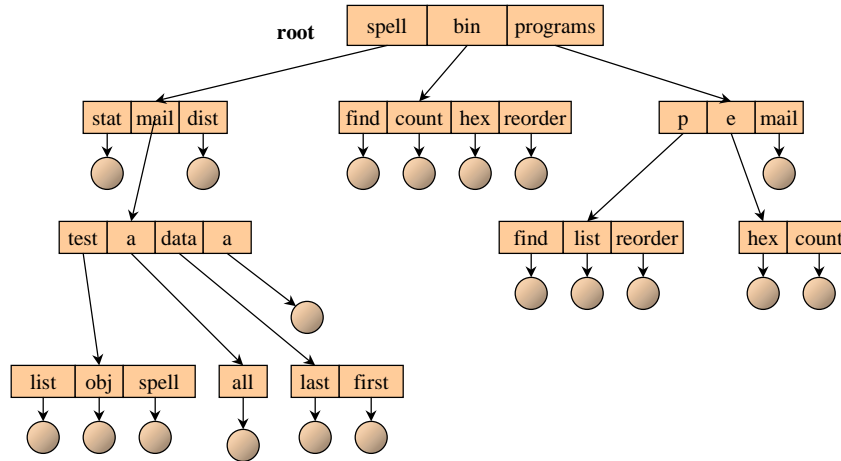 root spell bin programs
stat mail dist find count hex reorder p e mail
test a data a find list reorder hex count
list obj spell all last first